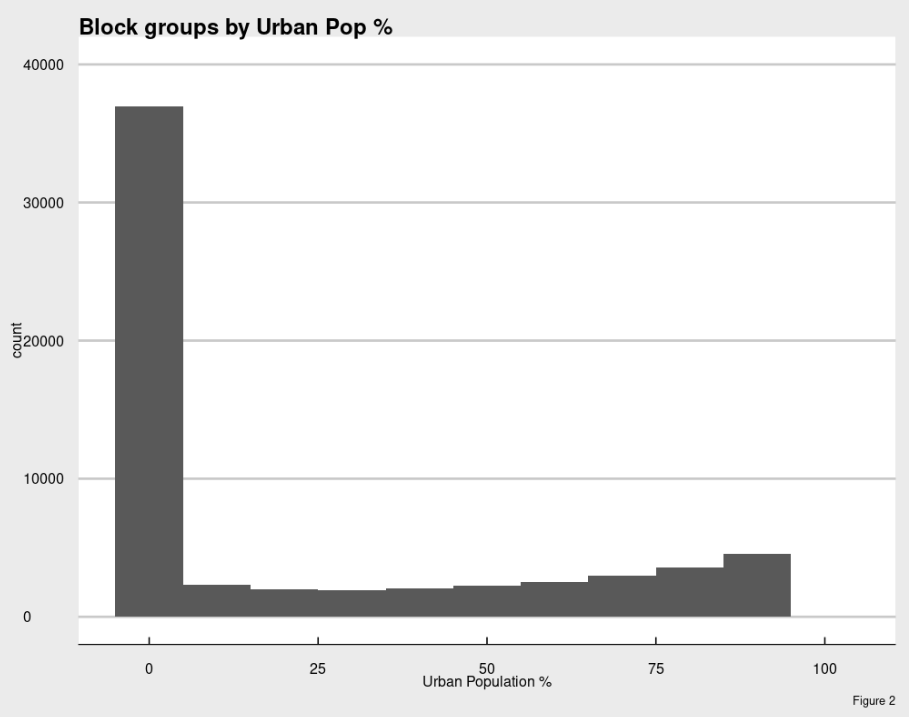 Block groups by Urban Pop %
40000
30000
20000
10000
0
count
0 25 50 75 100
Urban Population %
Figure 2